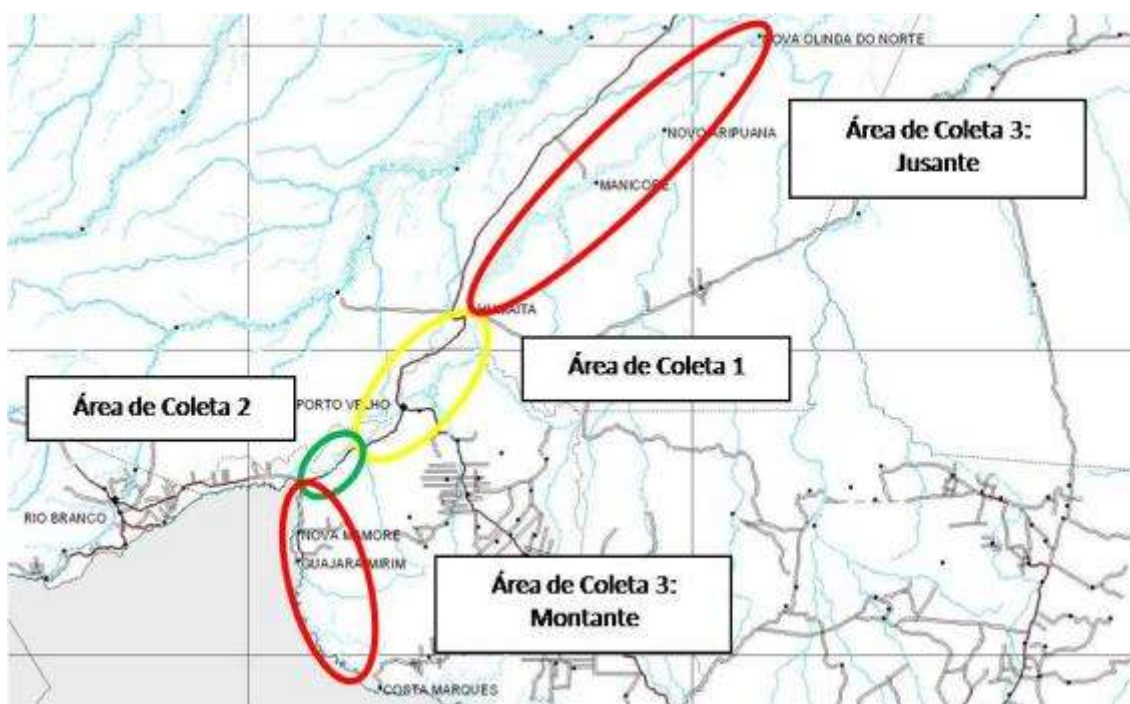 NOVA OLINDA DO NORTE
Área de Coleta 3:
Jusante
NOVO ARIPUANA
MANICORE
Área de Coleta 1
Área de Coleta 2
PORTO VELHO
RIO BRANCO
NOVA MAMORE
GUAJARA-MIRIM
Área de Coleta 3:
Montante
COSTA MARQUES